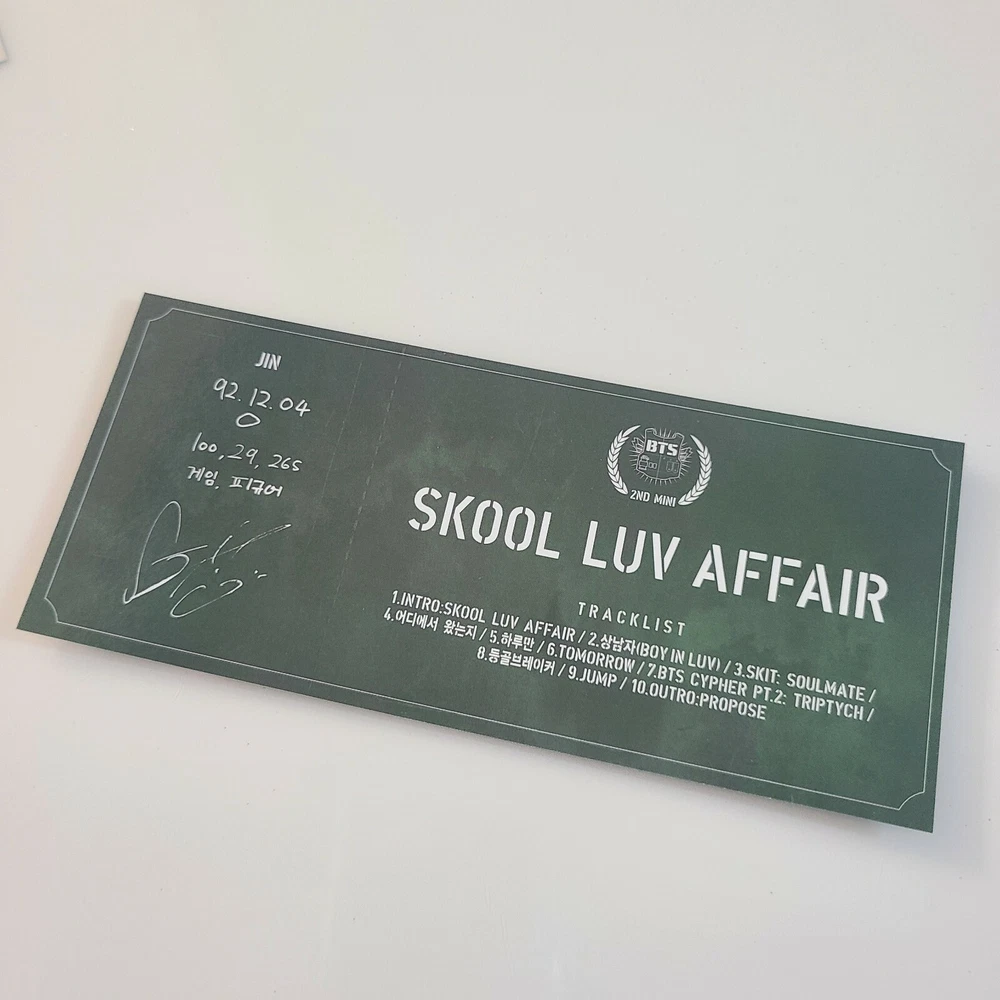 JIN
92.12.04
O
100, 29, 265
게임, 피규어
BTS
2ND MINI
SKOOL LUV AFFAIR
TRACKLIST
1.INTRO:SKOOL LUV AFFAIR / 2.상남자(BOY IN LUV) / 3.SKIT: SOULMATE /
4.어디에서 왔는지 / 5.하루만 / 6.TOMORROW / 7.BTS CYPHER PT.2: TRIPTYCH /
8.등골브레이커 / 9.JUMP / 10.OUTRO:PROPOSE